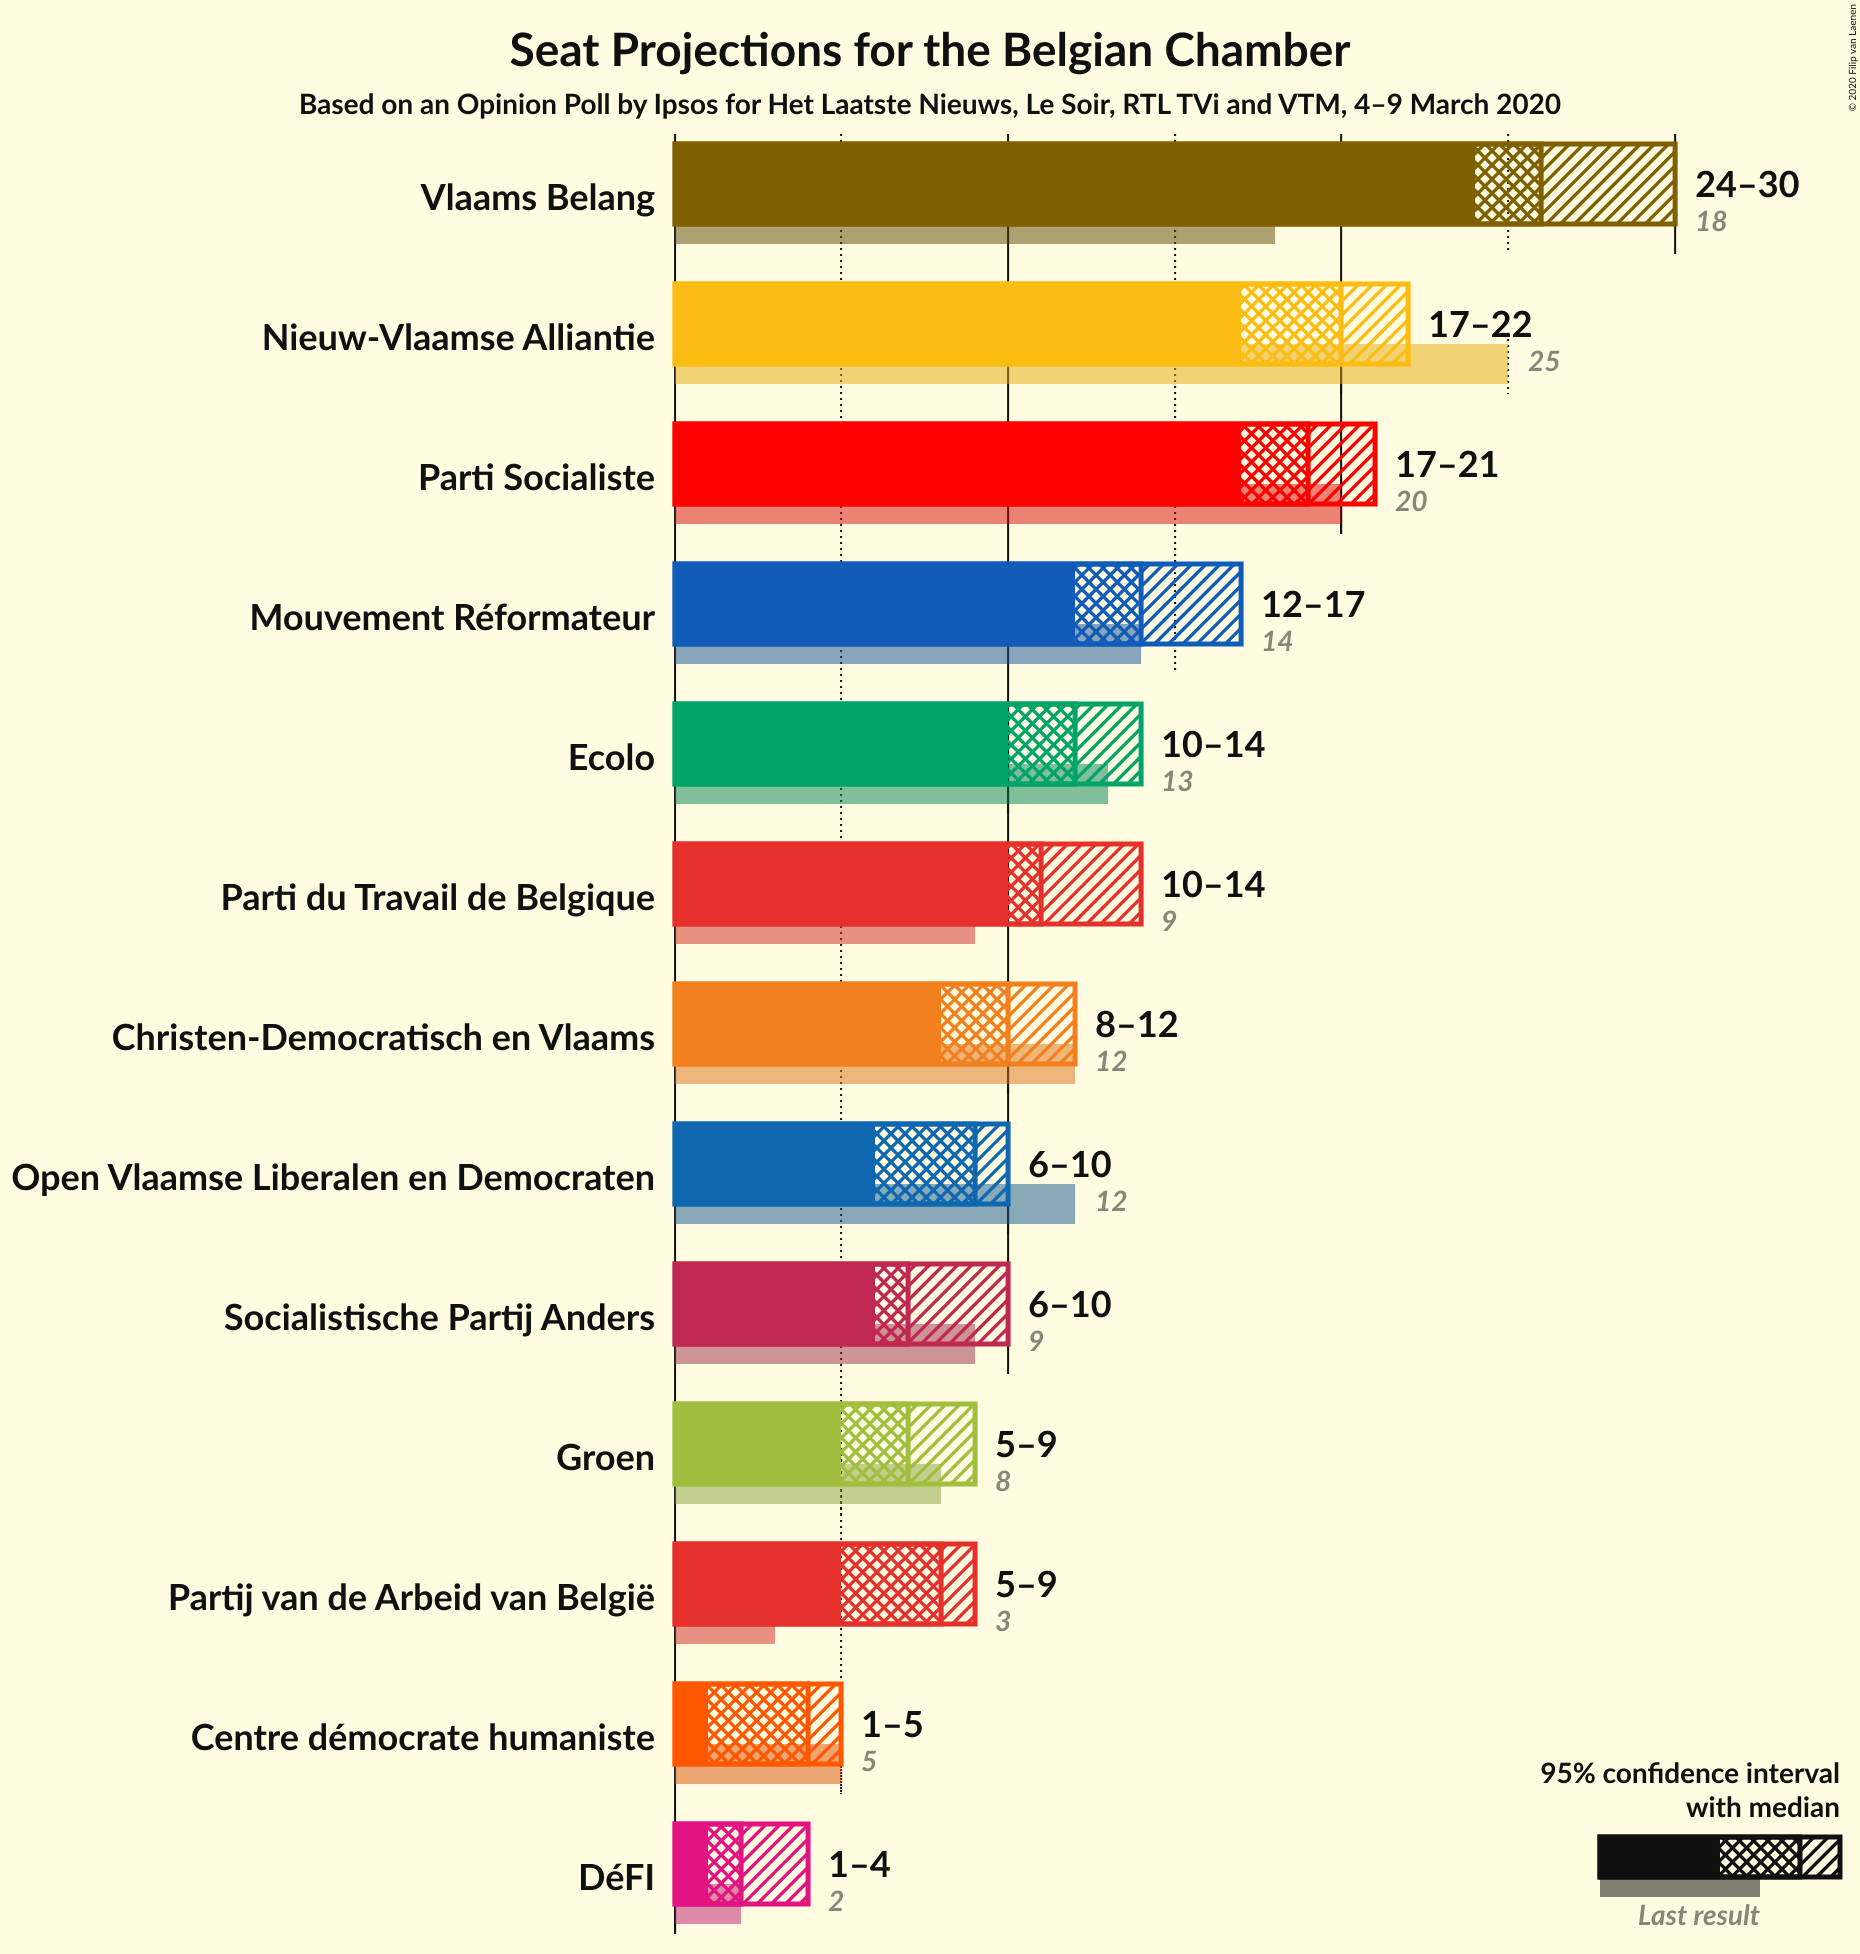 Seat Projections for the Belgian Chamber
Based on an Opinion Poll by Ipsos for Het Laatste Nieuws, Le Soir, RTL TVi and VTM, 4–9 March 2020
© 2020 Filip van Laenen
Vlaams Belang
24–30
18
Nieuw-Vlaamse Alliantie
17–22
25
Parti Socialiste
17–21
20
Mouvement Réformateur
12–17
14
Ecolo
10–14
13
Parti du Travail de Belgique
10–14
9
Christen-Democratisch en Vlaams
8–12
12
Open Vlaamse Liberalen en Democraten
6–10
12
Socialistische Partij Anders
6–10
9
Groen
5–9
8
Partij van de Arbeid van België
5–9
3
Centre démocrate humaniste
1–5
5
DéFI
1–4
2
95% confidence interval
with median
Last result